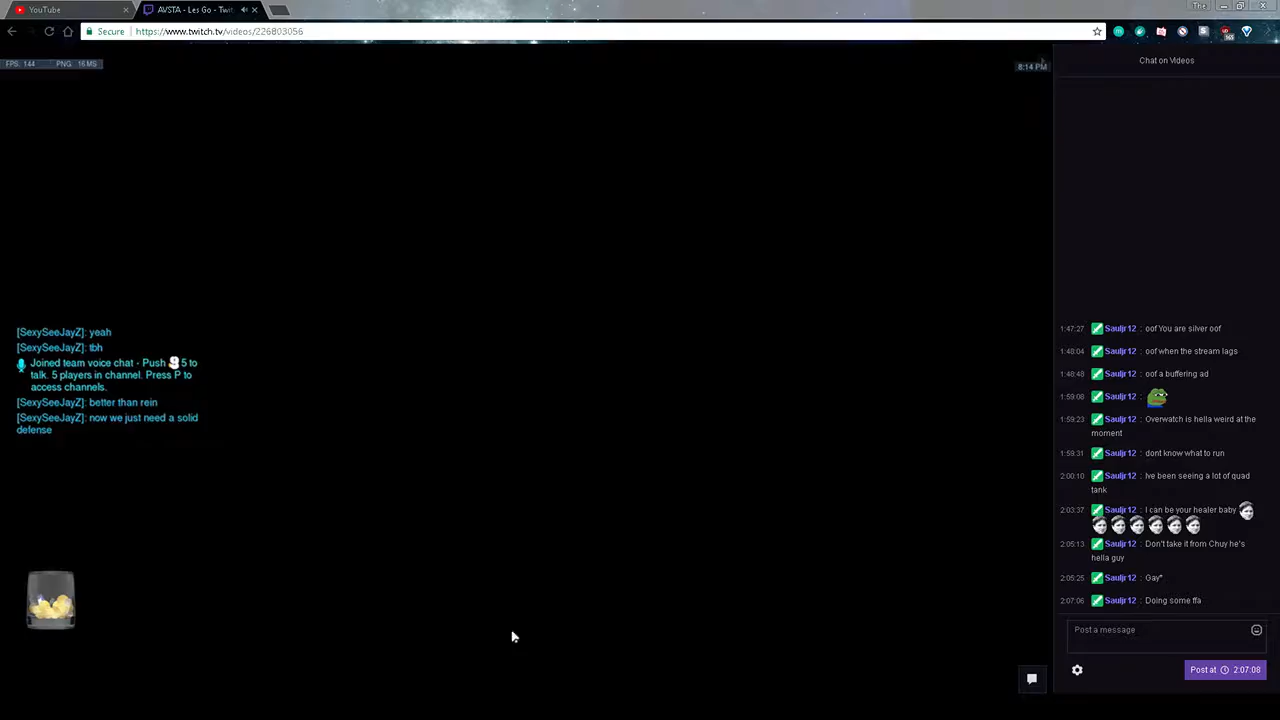 YouTube
AVSTA - Les Go - Twit
The
Secure
https://www.twitch.tv/videos/226803056
FPS: 144 PNG: 16 MS
8:14 PM
Chat on Videos
[SexySeeJayZ]: yeah
[SexySeeJayZ]: tbh
Joined team voice chat - Push 5 to
talk. 5 players in channel. Press P to
access channels.
[SexySeeJayZ]: better than rein
[SexySeeJayZ]: now we just need a solid
defense
1:47:27 Sauljr12 : oof You are silver oof
1:48:04 Sauljr12 : oof when the stream lags
1:48:48 Sauljr12 : oof a buffering ad
1:59:08 Sauljr12 :
1:59:23 Sauljr12 : Overwatch is hella weird at the
moment
1:59:31 Sauljr12 : dont know what to run
2:00:10 Sauljr12 : Ive been seeing a lot of quad
tank
2:03:37 Sauljr12 : I can be your healer baby
2:05:13 Sauljr12 : Don't take it from Chuy he's
hella guy
2:05:25 Sauljr12 : Gay*
2:07:06 Sauljr12 : Doing some ffa
Post a message
Post at 2:07:08